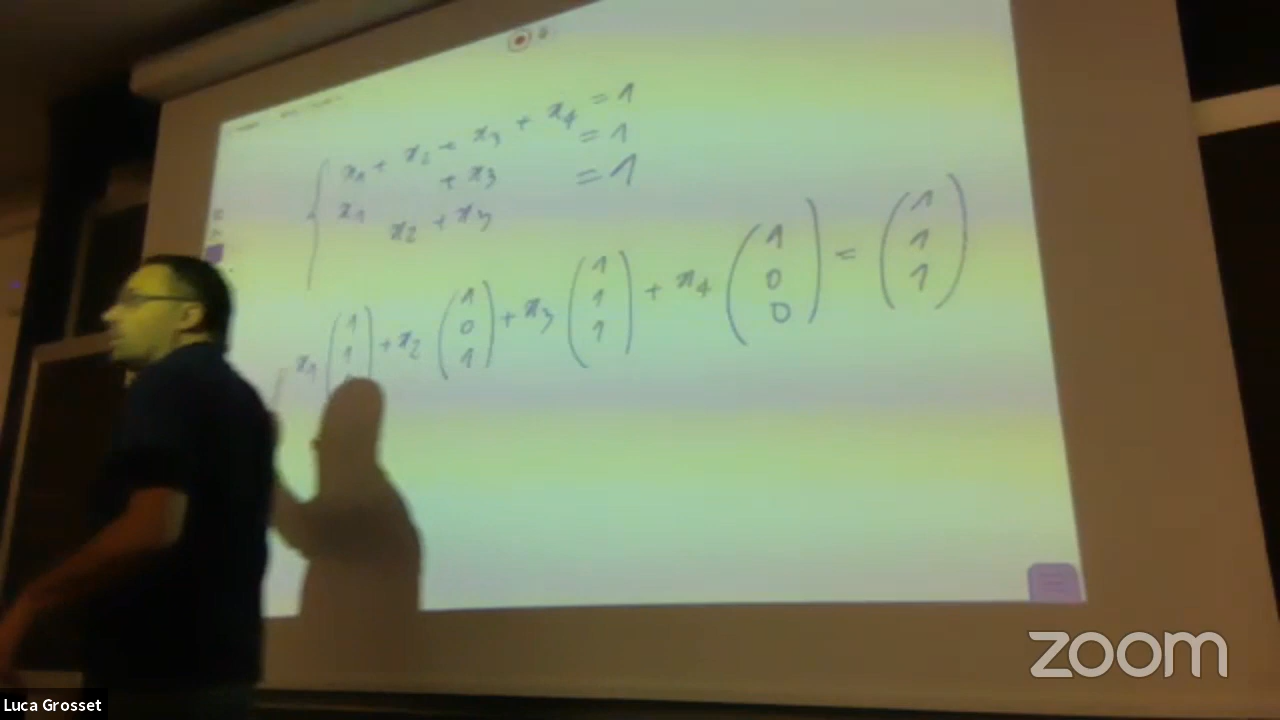 x₁ + x₂ + x₃ + x₄ = 1
x₁ + x₃ = 1
x₂ + x₃ = 1
x₁ (1 1 + x₂ (1 0 1) + x₃ (1 1 1) + x₄ (1 0 0) = (1 1 1)
zoom
Luca Grosset